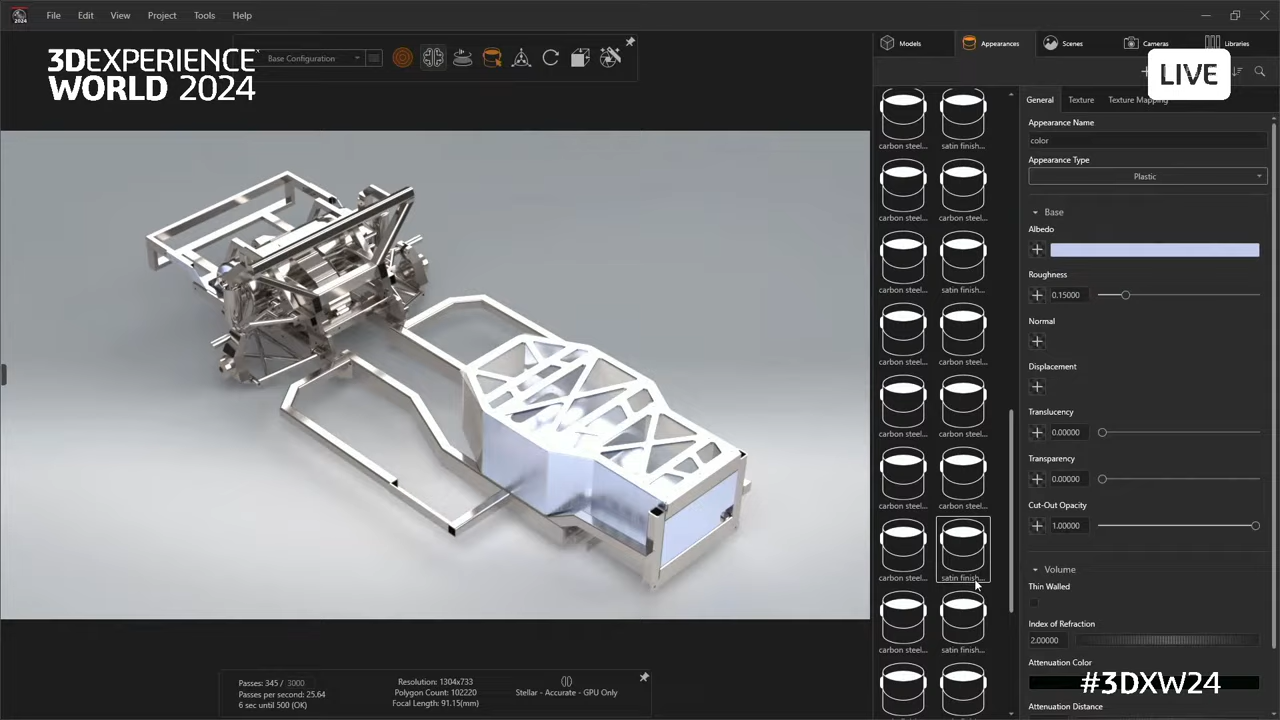 2024
File
Edit
View
Project
Tools
Help
3DEXPERIENCE
WORLD 2024
Base Configuration
Models
Appearances
Scenes
Cameras
Libraries
LIVE
carbon steel...
satin finish...
carbon steel...
carbon steel...
carbon steel...
satin finish...
carbon steel...
carbon steel...
carbon steel...
carbon steel...
carbon steel...
carbon steel...
carbon steel...
satin finish...
carbon steel...
satin finish...
General
Texture
Texture Mapping
Appearance Name
color
Appearance Type
Plastic
Base
Albedo
Roughness
0.15000
Normal
Displacement
Translucency
0.00000
Transparency
0.00000
Cut-Out Opacity
1.00000
Volume
Thin Walled
Index of Refraction
2.00000
Attenuation Color
#3DXW24
Attenuation Distance
Passes: 345 / 3000
Passes per second: 25.64
6 sec until 500 (OK)
Resolution: 1304x733
Polygon Count: 102220
Focal Length: 91.15(mm)
Stellar - Accurate - GPU Only